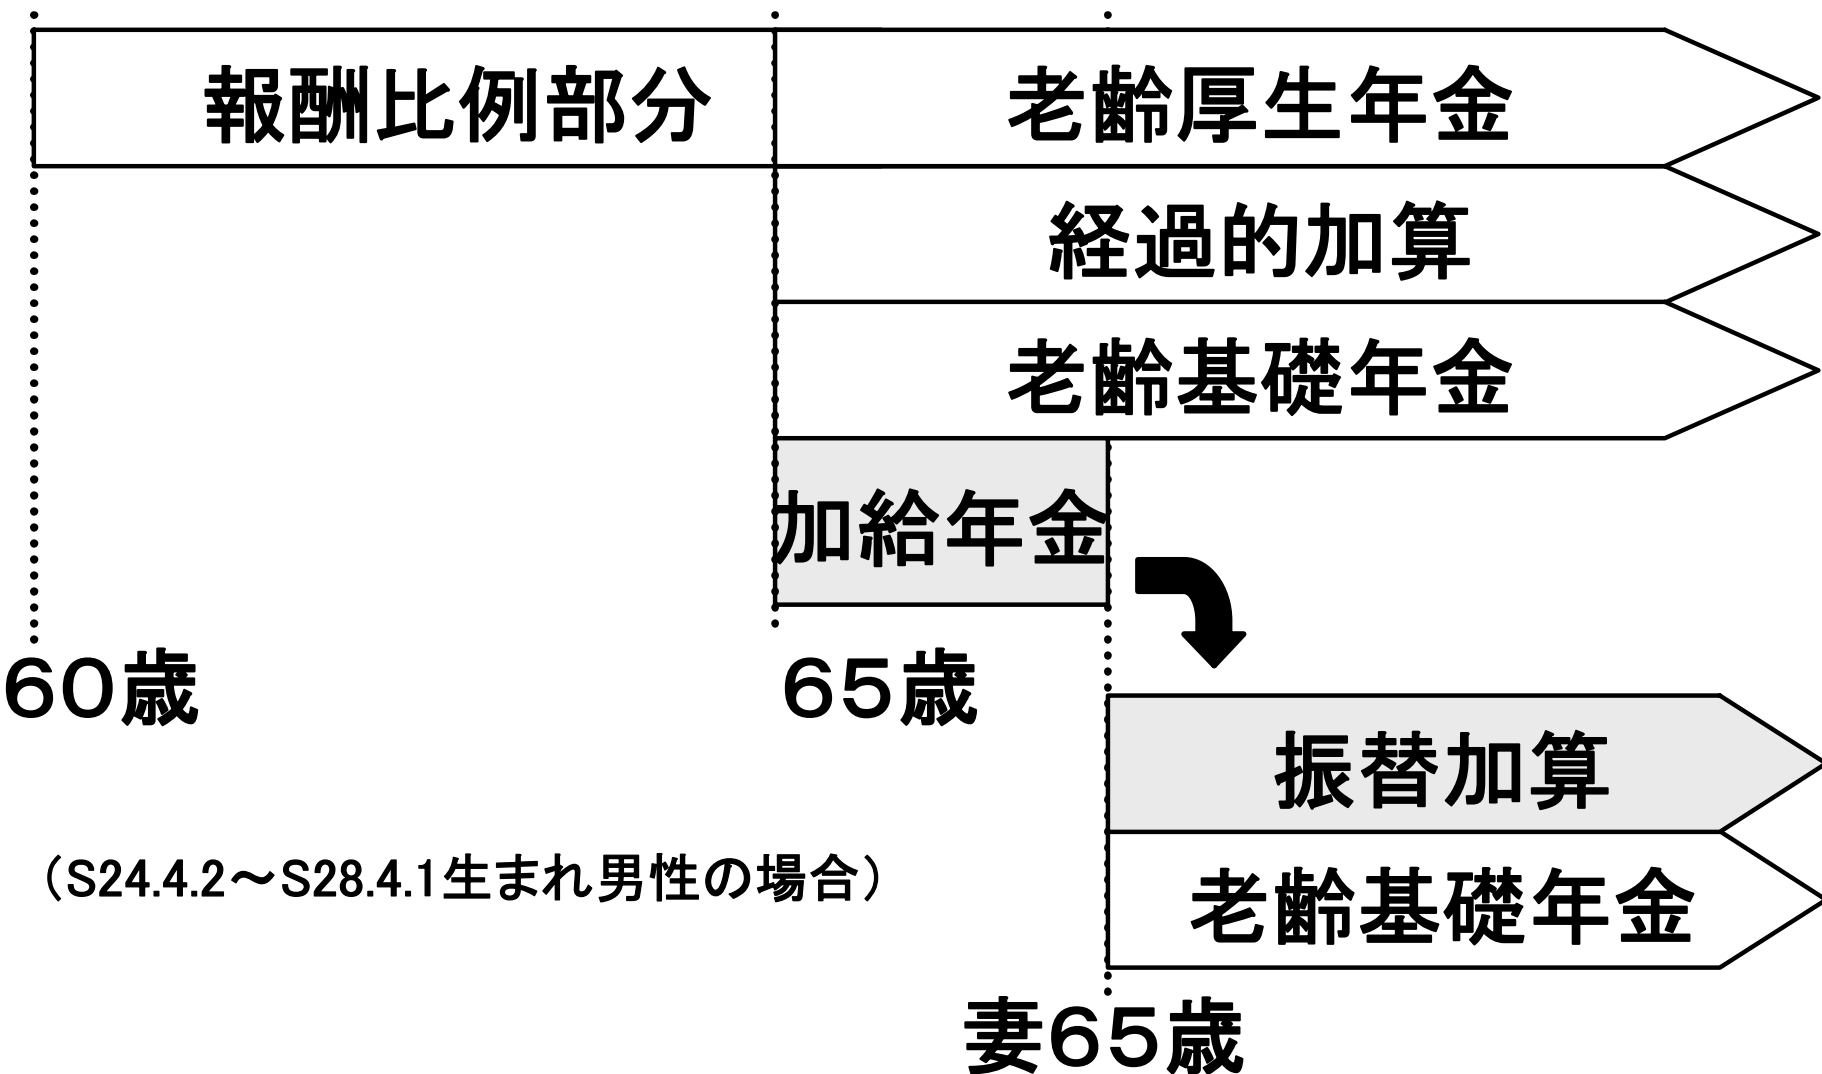 報酬比例部分
老齢厚生年金
経過的加算
老齢基礎年金
加給年金
60歳
65歳
振替加算
(S24.4.2～S28.4.1生まれ男性の場合)
老齢基礎年金
妻65歳